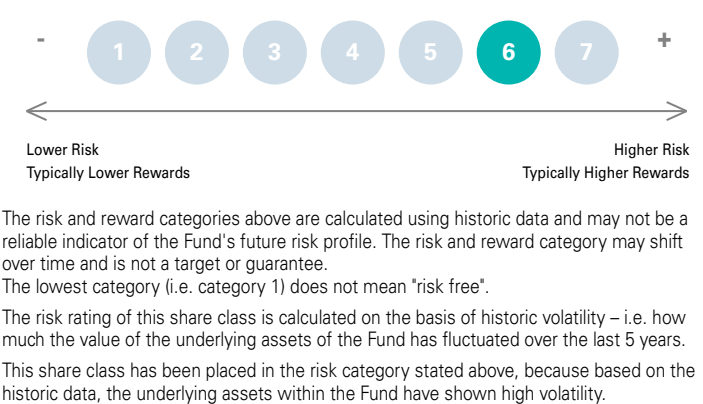 - 1 2 3 4 5 6 7 +
Lower Risk Higher Risk
Typically Lower Rewards Typically Higher Rewards
The risk and reward categories above are calculated using historic data and may not be a
reliable indicator of the Fund's future risk profile. The risk and reward category may shift
over time and is not a target or guarantee.
The lowest category (i.e. category 1) does not mean "risk free".
The risk rating of this share class is calculated on the basis of historic volatility – i.e. how
much the value of the underlying assets of the Fund has fluctuated over the last 5 years.
This share class has been placed in the risk category stated above, because based on the
historic data, the underlying assets within the Fund have shown high volatility.